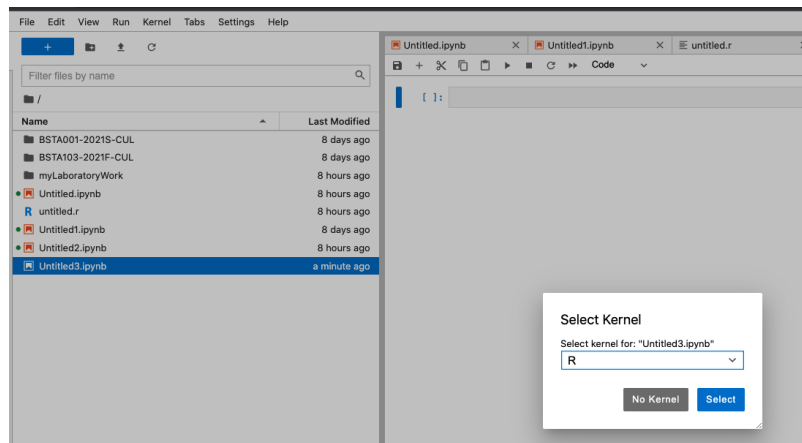 File Edit View Run Kernel Tabs Settings Help
Untitled.ipynb Untitled1.ipynb untitled.r
Filter files by name
Code
/
[ ]:
Name Last Modified
BSTA001-2021S-CUL 8 days ago
BSTA103-2021F-CUL 8 days ago
myLaboratoryWork 8 hours ago
Untitled.ipynb 8 hours ago
R untitled.r 8 hours ago
Untitled1.ipynb 8 days ago
Untitled2.ipynb 8 hours ago
Untitled3.ipynb a minute ago
Select Kernel
Select kernel for: "Untitled3.ipynb"
R
No Kernel Select